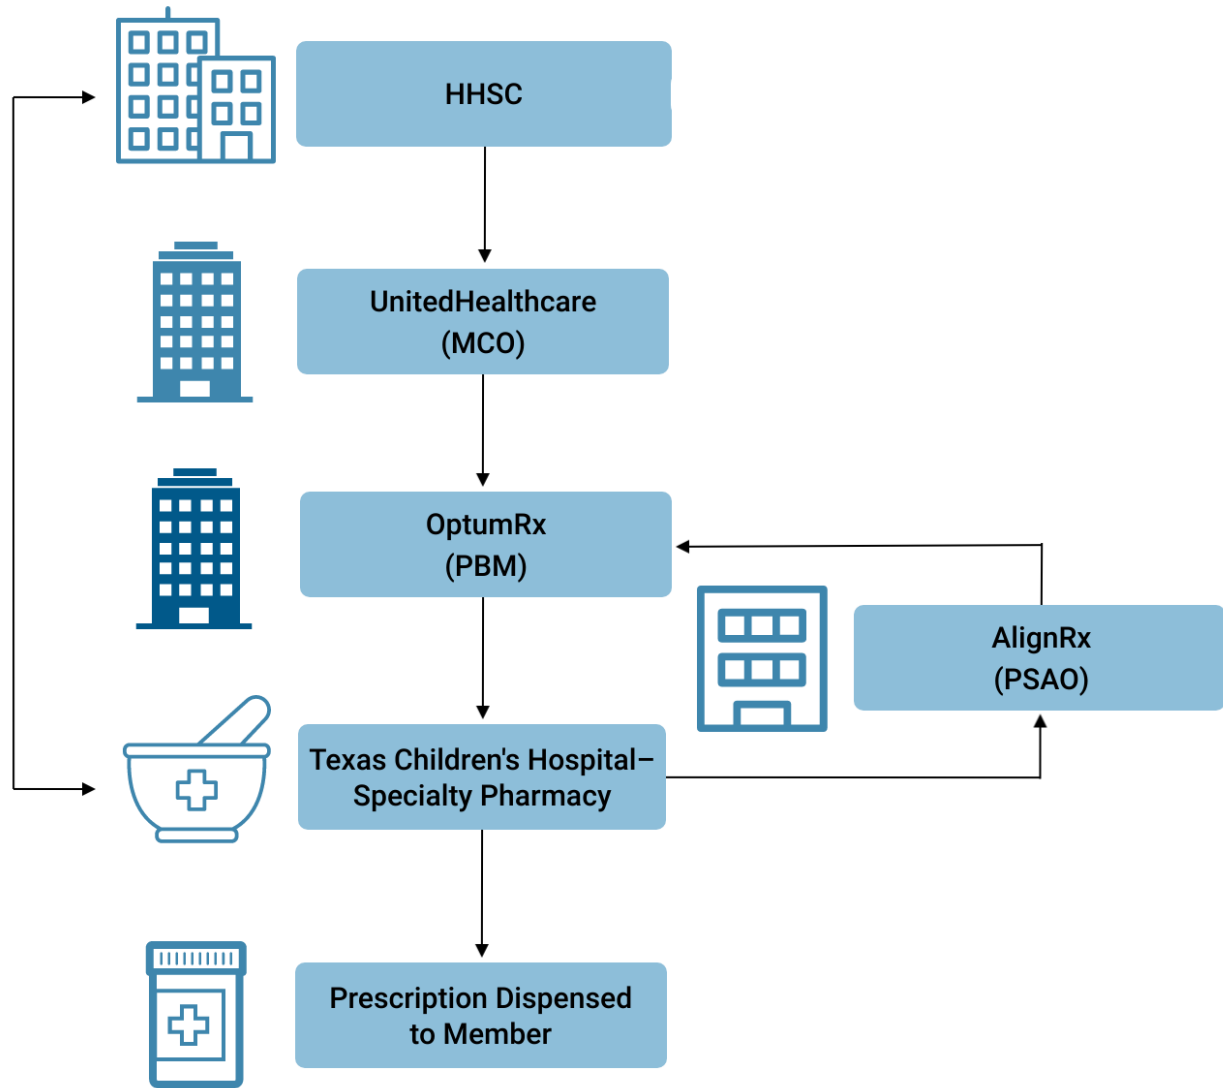 HHSC
UnitedHealthcare
(MCO)
OptumRx
(PBM)
AlignRx
(PSAO)
Texas Children's Hospital–
Specialty Pharmacy
Prescription Dispensed
to Member